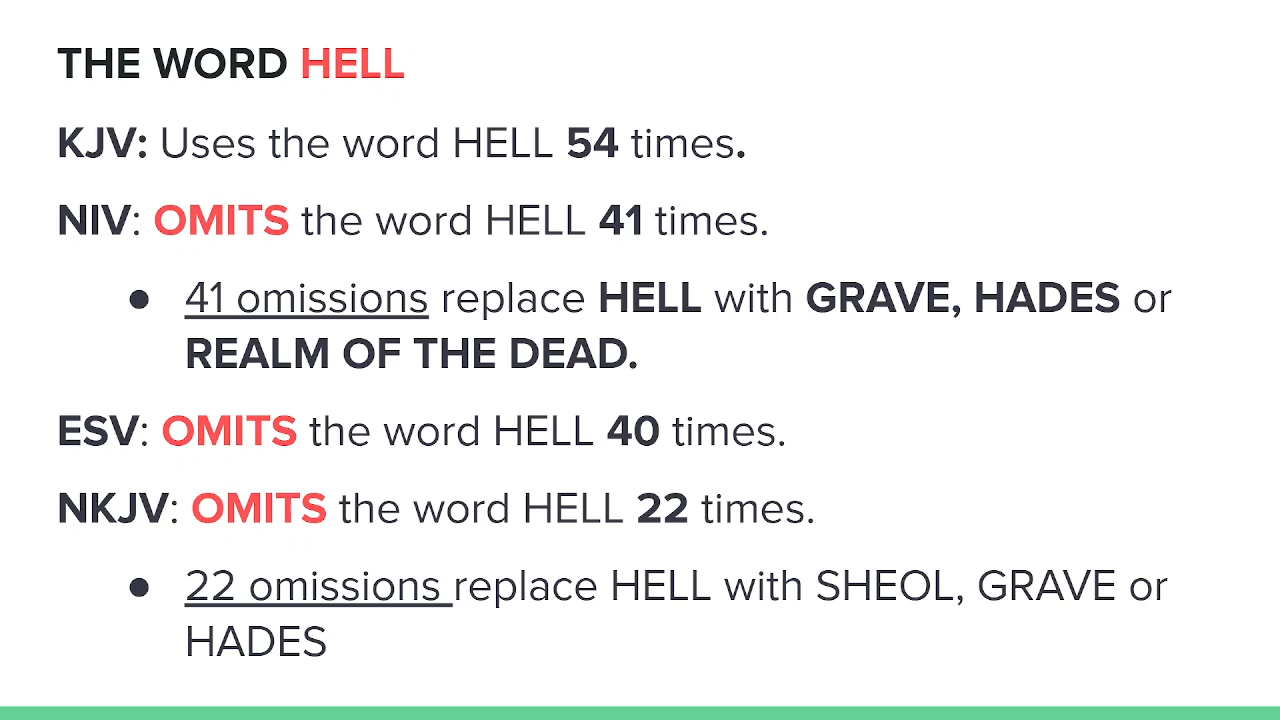 THE WORD HELL
KJV: Uses the word HELL 54 times.
NIV: OMITS the word HELL 41 times.
● 41 omissions replace HELL with GRAVE, HADES or
REALM OF THE DEAD.
ESV: OMITS the word HELL 40 times.
NKJV: OMITS the word HELL 22 times.
● 22 omissions replace HELL with SHEOL, GRAVE or
HADES